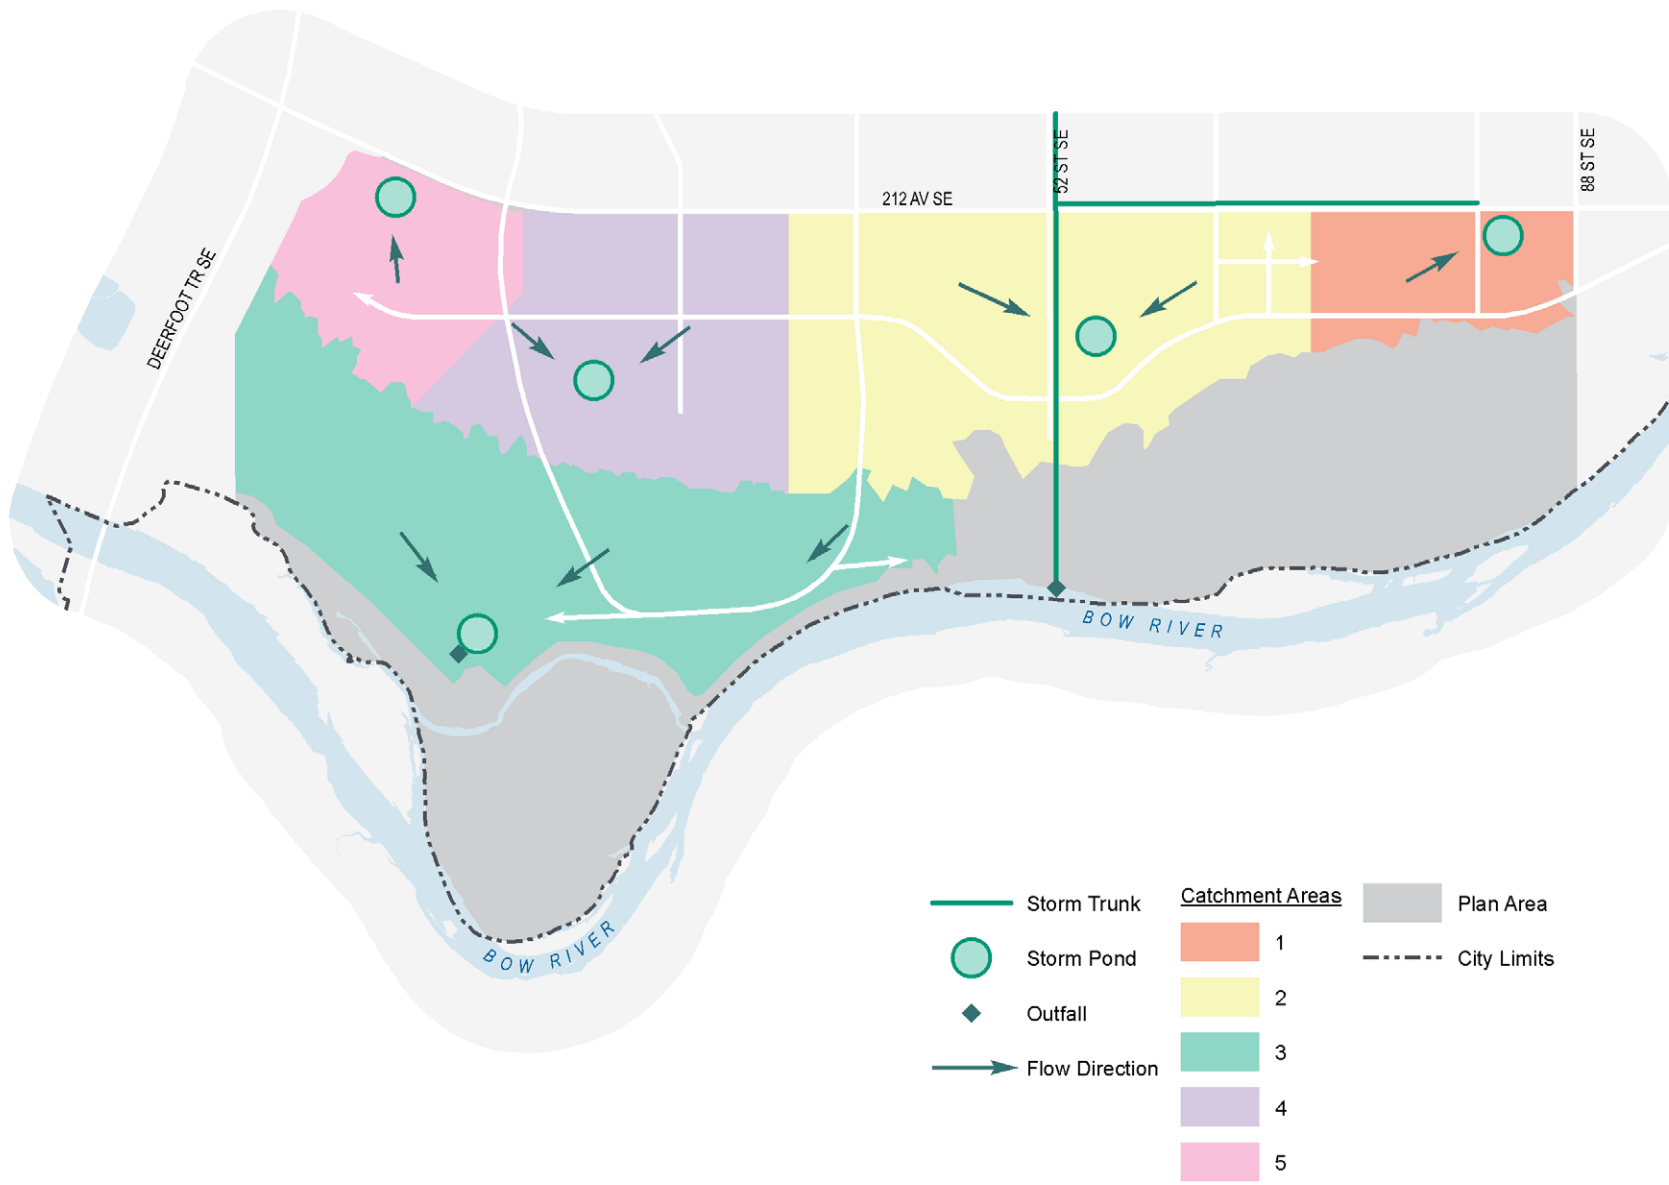 52 ST SE
88 ST SE
212 AV SE
DEERFOOT TR SE
BOW RIVER
BOW RIVER
Storm Trunk
Storm Pond
Outfall
Flow Direction
Catchment Areas
1
2
3
4
5
Plan Area
City Limits